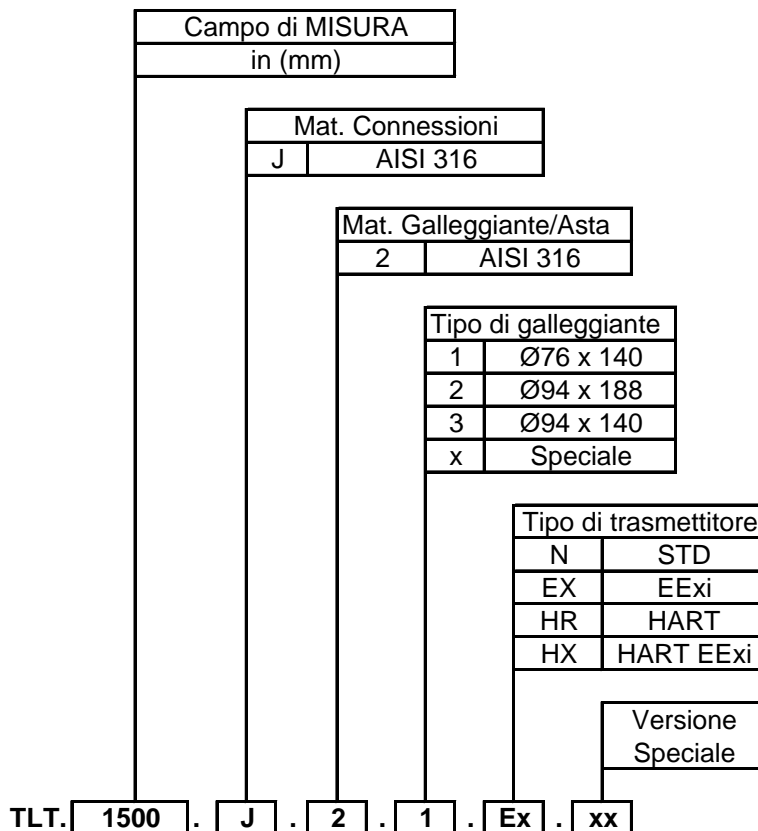 Campo di MISURA
in (mm)
Mat. Connessioni
J AISI 316
Mat. Galleggiante/Asta
2 AISI 316
Tipo di galleggiante
1 Ø76 x 140
2 Ø94 x 188
3 Ø94 x 140
x Speciale
Tipo di trasmettitore
N STD
EX EExi
HR HART
HX HART EExi
Versione
Speciale
TLT. 1500 . J . 2 . 1 . Ex . xx